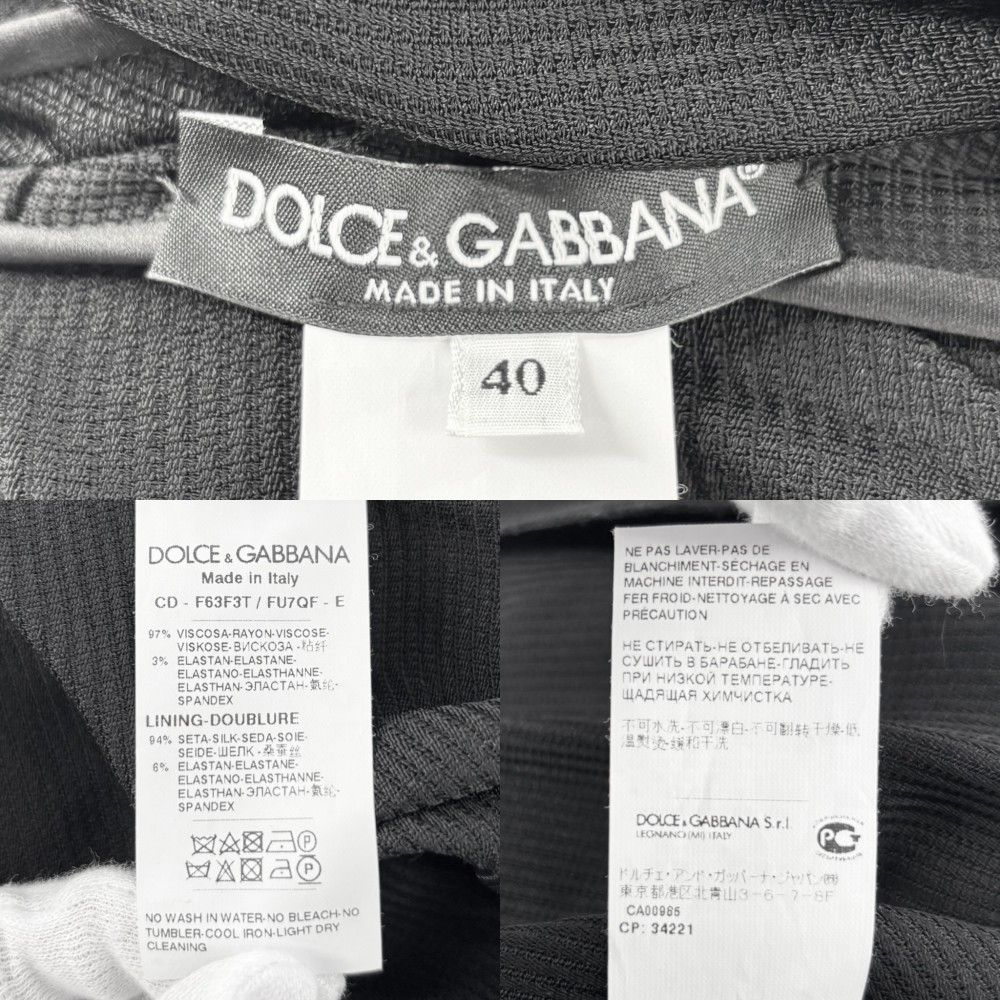 DOLCE & GABBANA®
MADE IN ITALY
40
DOLCE & GABBANA
Made in Italy
CD - F63F3T / FU7QF - E
97% VISCOSA-RAYON-VISCOSE-
VISKOSE-ВИСКОЗА-粘纤
3% ELASTAN-ELASTANE-
ELASTANO-ELASTHANNE-
ELASTHAN-ЭЛАСТАН-氨纶-
SPANDEX
LINING-DOUBLURE
94% SETA-SILK-SEDA-SOIE-
SEIDE-ШЕЛК-桑蚕丝
6% ELASTAN-ELASTANE-
ELASTANO-ELASTHANNE-
ELASTHAN-ЭЛАСТАН-氨纶-
SPANDEX
P
P
NO WASH IN WATER-NO BLEACH-NO
TUMBLER-COOL IRON-LIGHT DRY
CLEANING
NE PAS LAVER-PAS DE
BLANCHIMENT-SÉCHAGE EN
MACHINE INTERDIT-REPASSAGE
FER FROID-NETTOYAGE À SEC AVEC
PRÉCAUTION
НЕ СТИРАТЬ-НЕ ОТБЕЛИВАТЬ-НЕ
СУШИТЬ В БАРАБАНЕ-ГЛАДИТЬ
ПРИ НИЗКОЙ ТЕМПЕРАТУРЕ-
ЩАДЯЩАЯ ХИМЧИСТКА
不可水洗-不可漂白-不可翻转干燥-低
温熨烫-缓和干洗
DOLCE & GABBANA S.r.l.
LEGNANO (MI) ITALY
ドルチェ・アンド・ガッバーナ・ジャパン㈱
東京都港区北青山3-6-7-8F
CA00965
CP: 34221